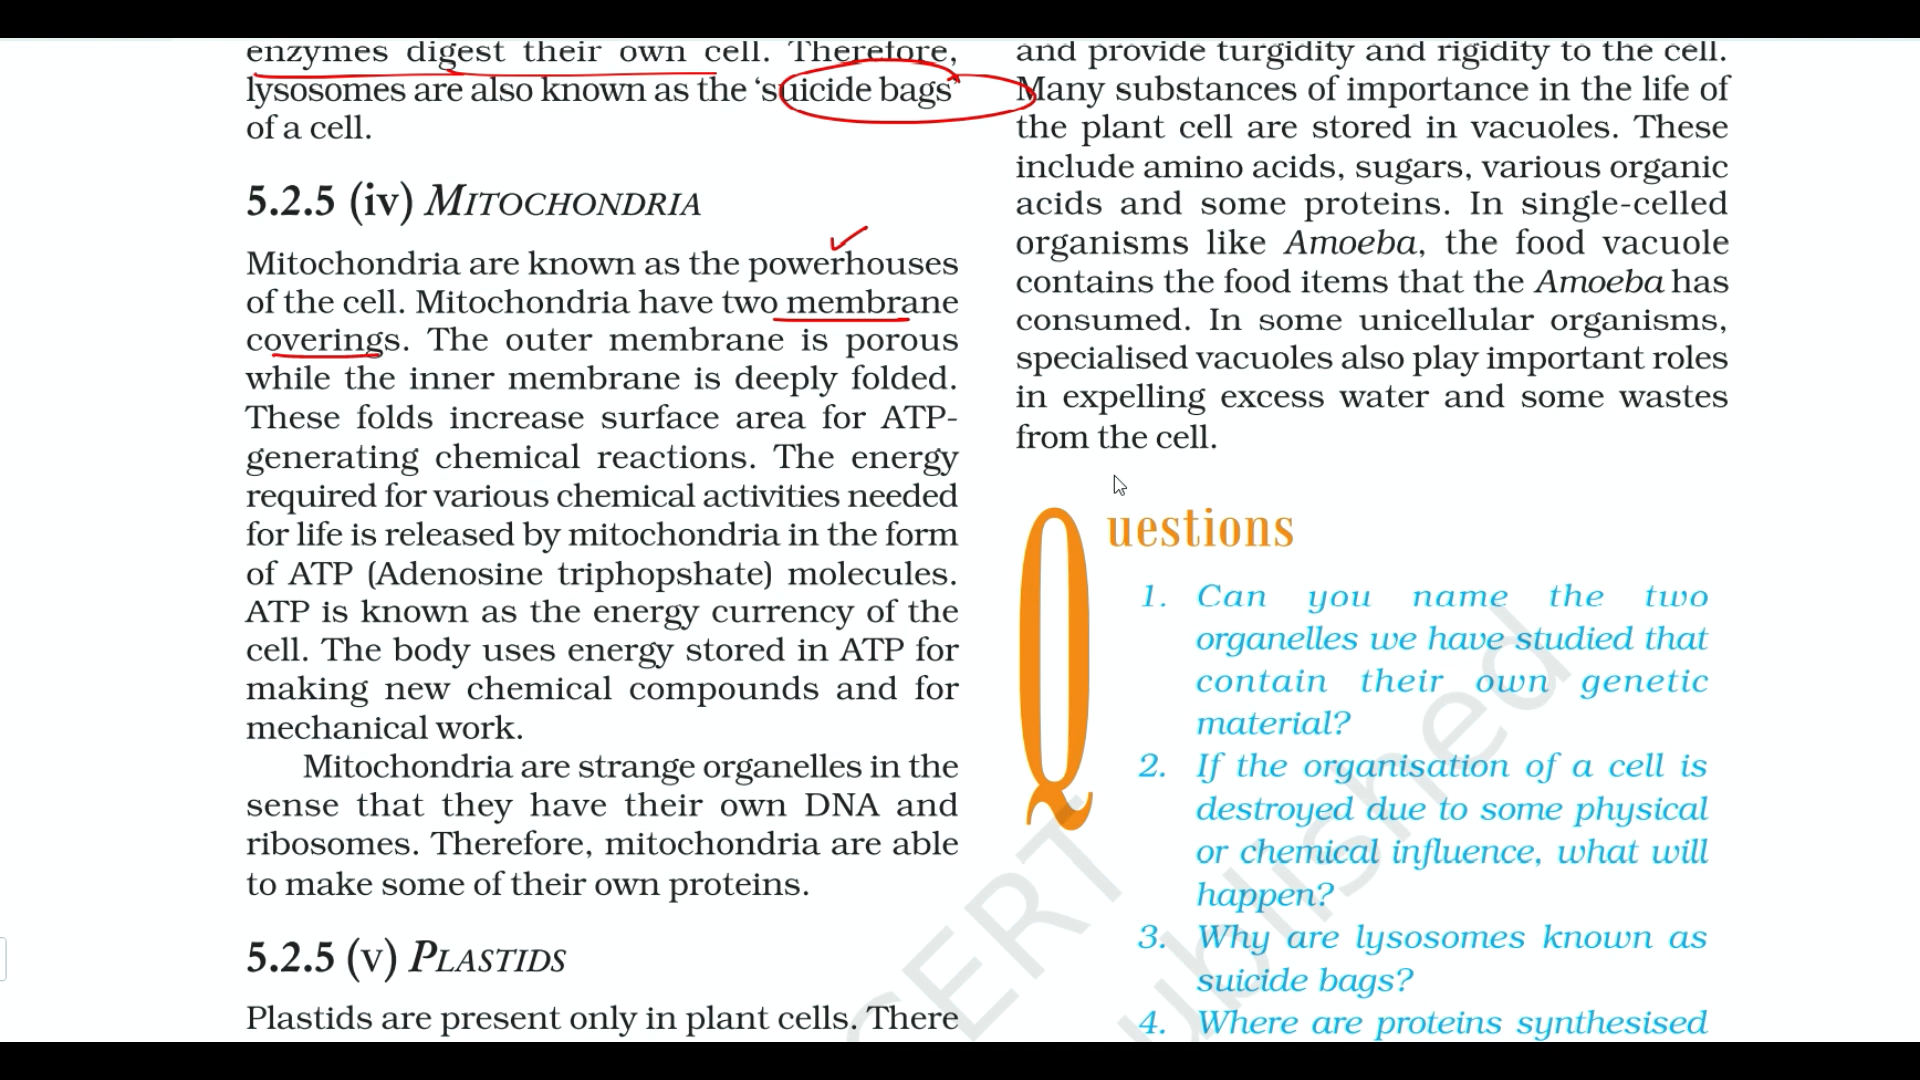 enzymes digest their own cell. Therefore,
lysosomes are also known as the ‘suicide bags’
of a cell.
5.2.5 (iv) MITOCHONDRIA
Mitochondria are known as the powerhouses
of the cell. Mitochondria have two membrane
coverings. The outer membrane is porous
while the inner membrane is deeply folded.
These folds increase surface area for ATP-
generating chemical reactions. The energy
required for various chemical activities needed
for life is released by mitochondria in the form
of ATP (Adenosine triphopshate) molecules.
ATP is known as the energy currency of the
cell. The body uses energy stored in ATP for
making new chemical compounds and for
mechanical work.
Mitochondria are strange organelles in the
sense that they have their own DNA and
ribosomes. Therefore, mitochondria are able
to make some of their own proteins.
5.2.5 (v) PLASTIDS
Plastids are present only in plant cells. There
and provide turgidity and rigidity to the cell.
Many substances of importance in the life of
the plant cell are stored in vacuoles. These
include amino acids, sugars, various organic
acids and some proteins. In single-celled
organisms like Amoeba, the food vacuole
contains the food items that the Amoeba has
consumed. In some unicellular organisms,
specialised vacuoles also play important roles
in expelling excess water and some wastes
from the cell.
Questions
1. Can you name the two
organelles we have studied that
contain their own genetic
material?
2. If the organisation of a cell is
destroyed due to some physical
or chemical influence, what will
happen?
3. Why are lysosomes known as
suicide bags?
4. Where are proteins synthesised
CERT
ublished